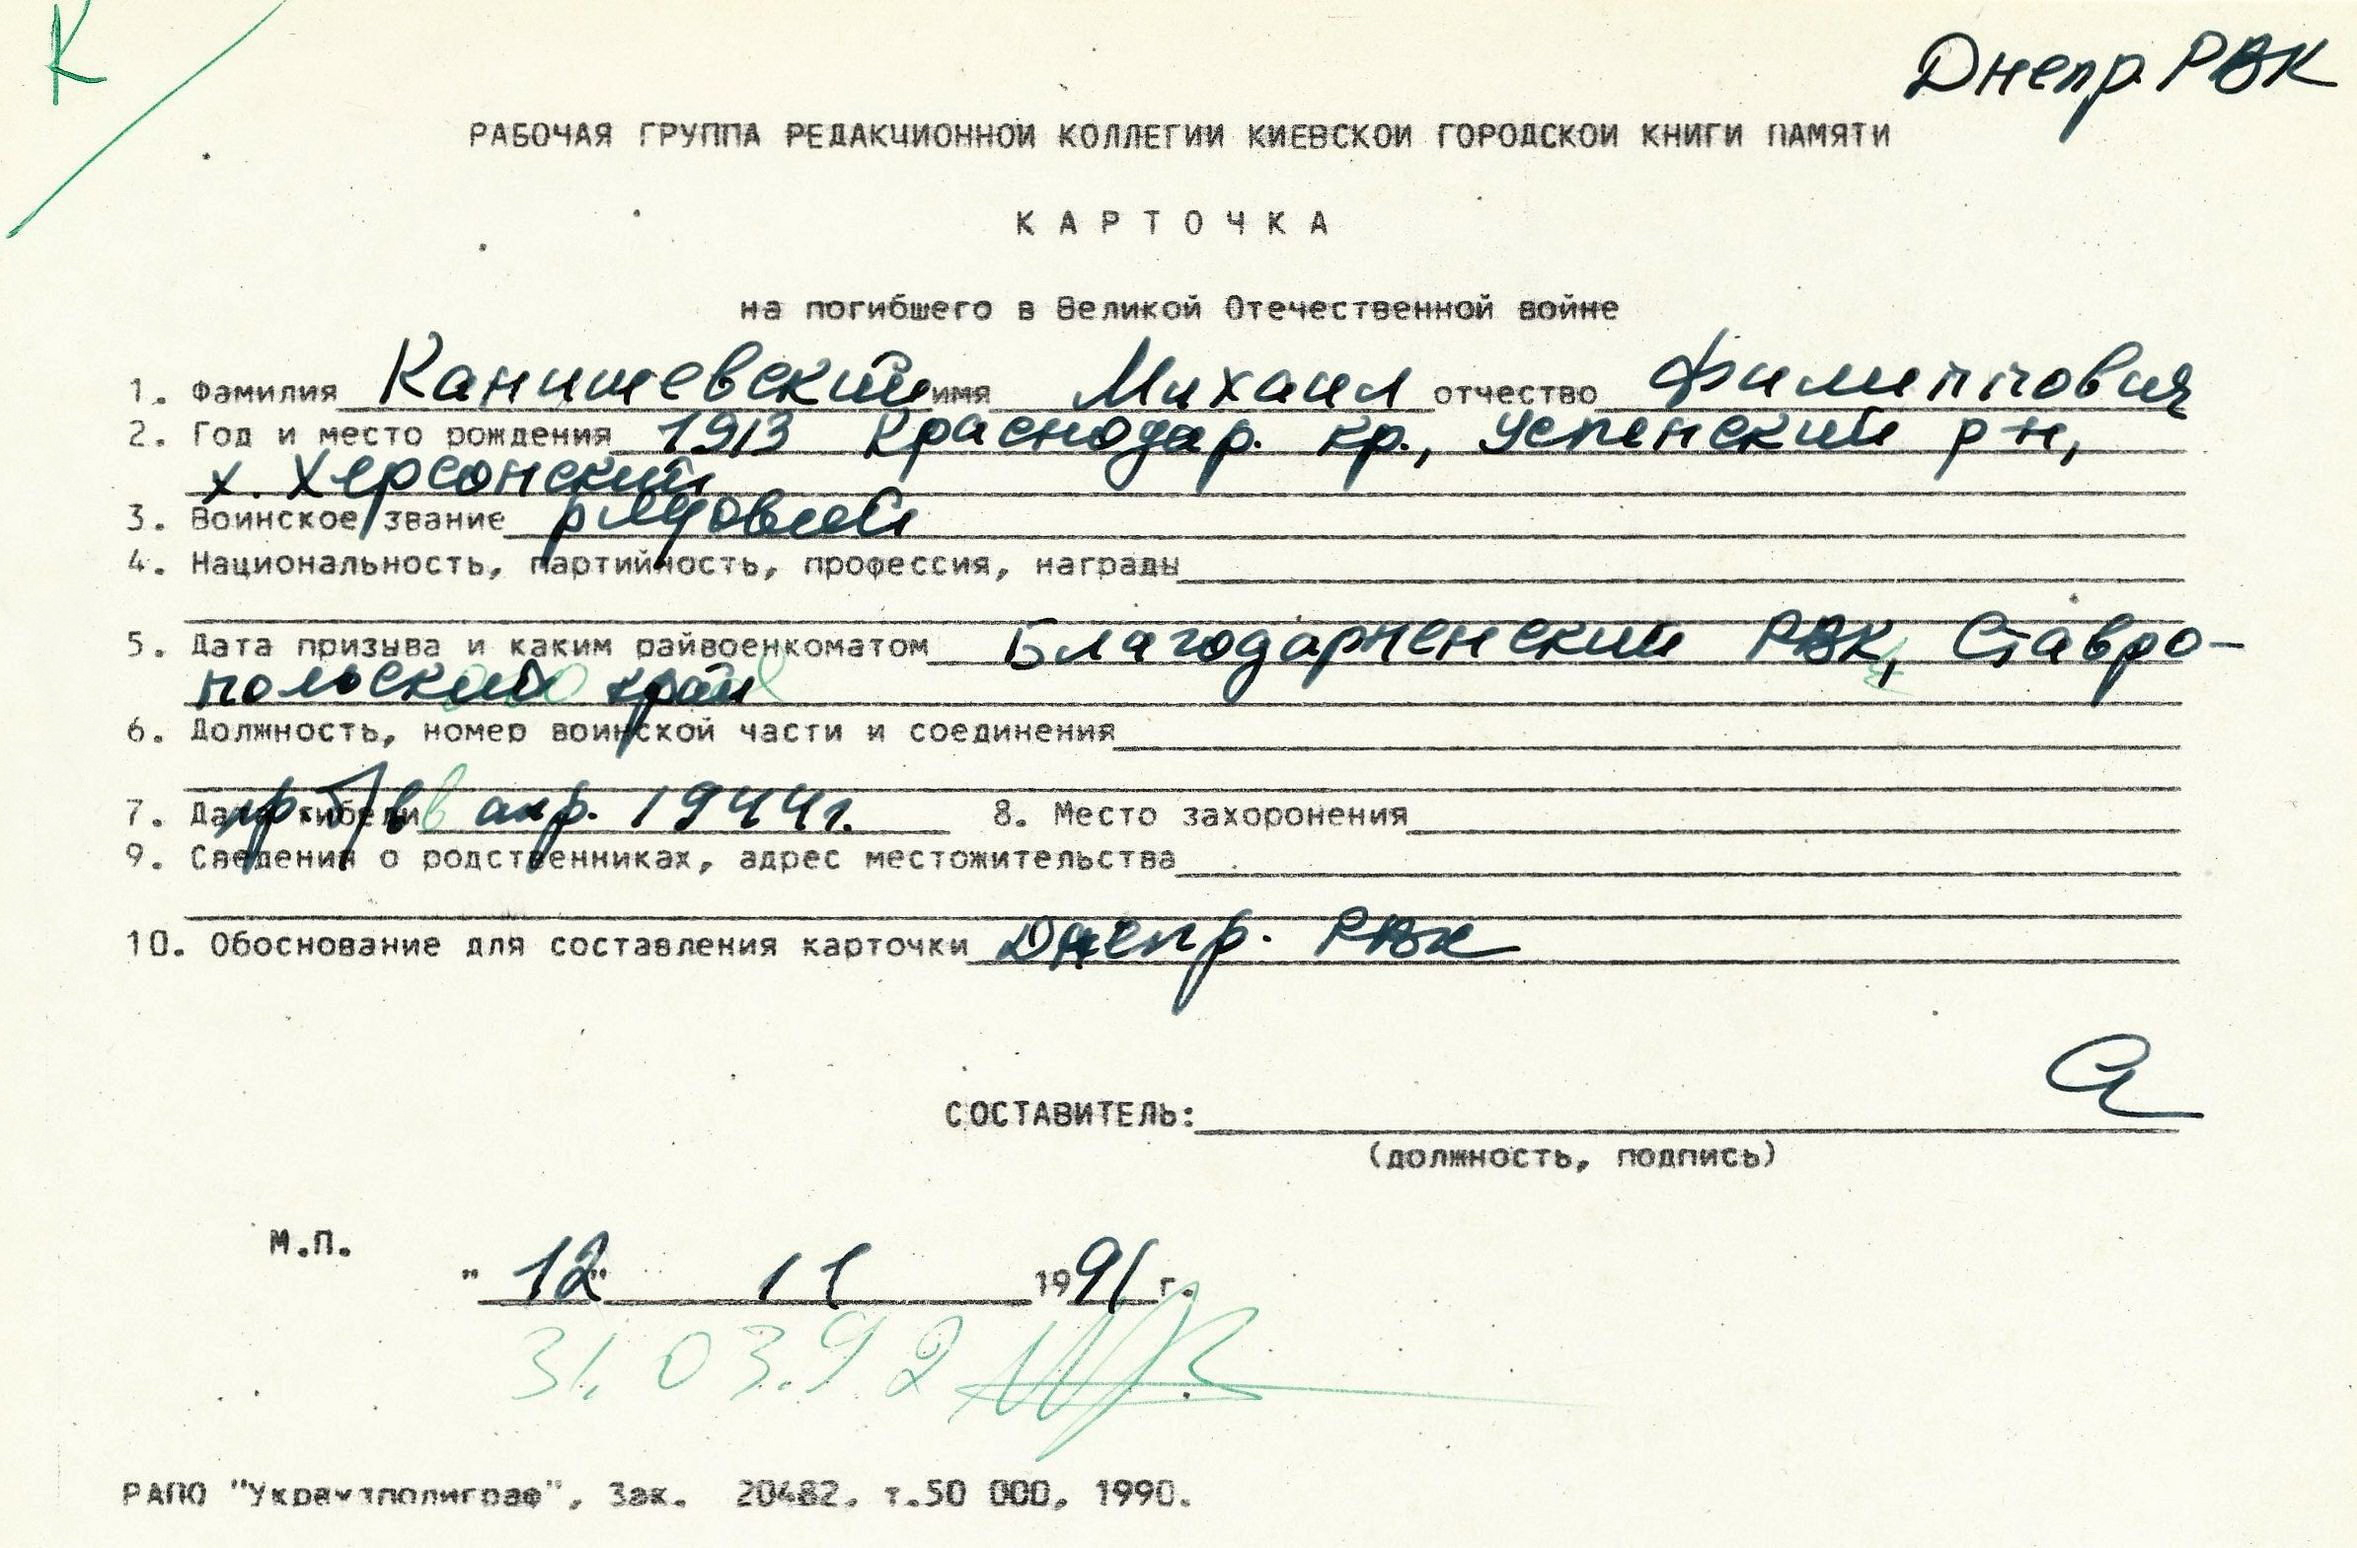 К
Днепр. РВК
РАБОЧАЯ ГРУППА РЕДАКЦИОННОЙ КОЛЛЕГИИ КИЕВСКОЙ ГОРОДСКОЙ КНИГИ ПАМЯТИ
КАРТОЧКА
на погибшего в Великой Отечественной войне
1. Фамилия Канишевский имя Михаил отчество Филиппович
2. Год и место рождения 1913 Краснодар. кр., Успенский р-н,
х. Херсонский
3. Воинское звание рядовой
4. Национальность, партийность, профессия, награды
5. Дата призыва и каким райвоенкоматом Благодарненский РВК, Ставро-
польский край
6. Должность, номер воинской части и соединения
7. Дата гибели пр. б/в в апр. 1944г. 8. Место захоронения
9. Сведения о родственниках, адрес местожительства
10. Обоснование для составления карточки Днепр. РВК
СОСТАВИТЕЛЬ:
(должность, подпись)
М.П.
"12" 11 1991 г.
31.03.92
РАПО "Укрвузполиграф", Зак. 20482, т.50 000, 1990.